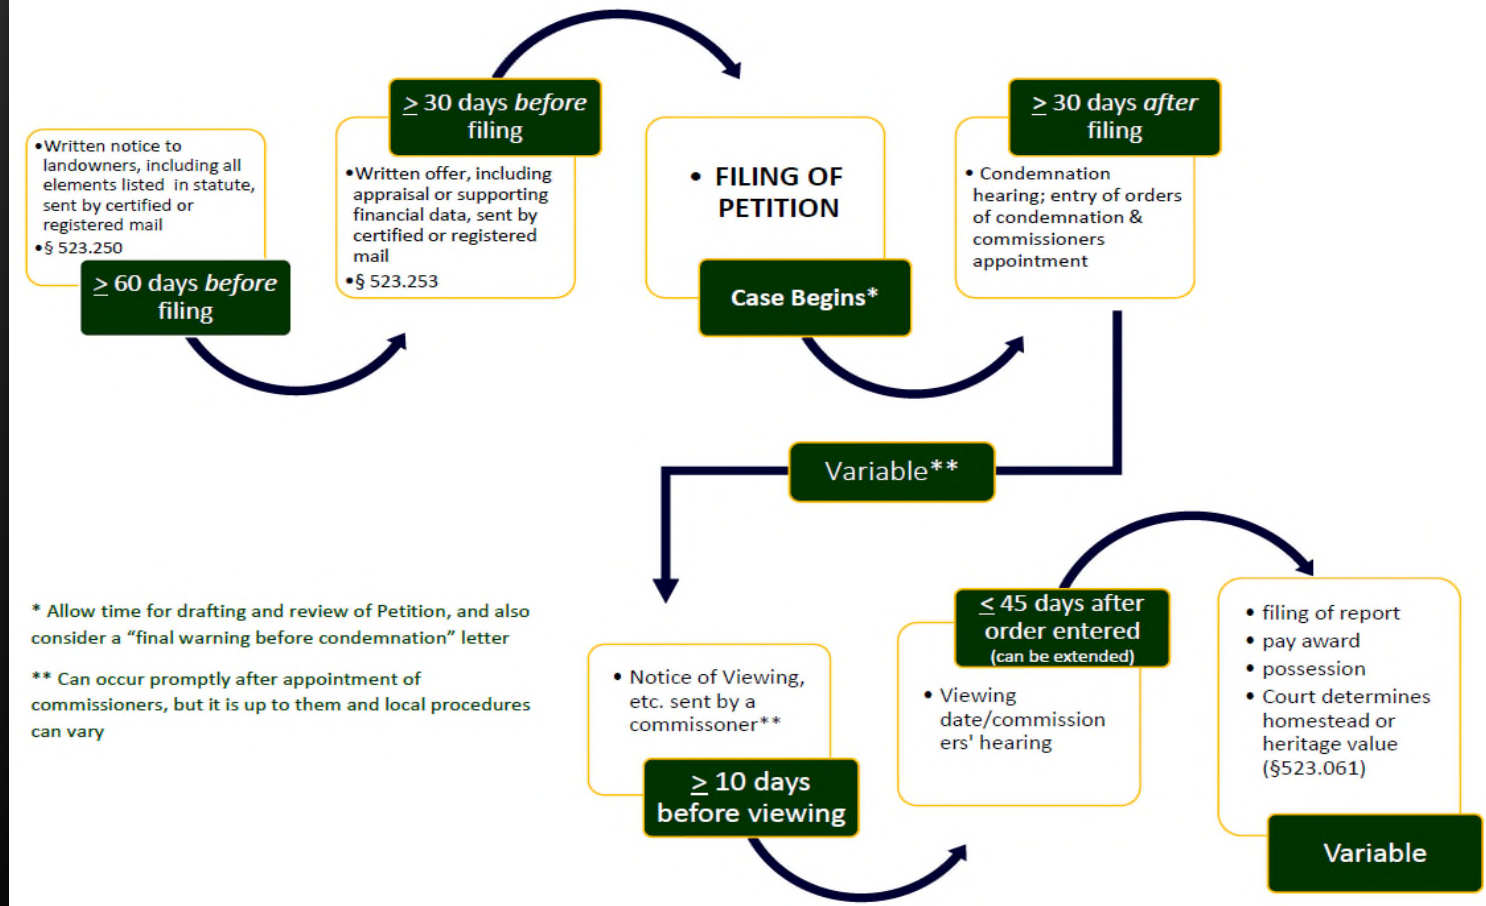 •Written notice to
landowners, including all
elements listed in statute,
sent by certified or
registered mail
•§ 523.250
≥ 60 days before
filing
≥ 30 days before
filing
•Written offer, including
appraisal or supporting
financial data, sent by
certified or registered
mail
•§ 523.253
• FILING OF
PETITION
Case Begins*
≥ 30 days after
filing
• Condemnation
hearing; entry of orders
of condemnation &
commissioners
appointment
Variable**
* Allow time for drafting and review of Petition, and also
consider a “final warning before condemnation” letter
** Can occur promptly after appointment of
commissioners, but it is up to them and local procedures
can vary
• Notice of Viewing,
etc. sent by a
commissoner**
≥ 10 days
before viewing
≤ 45 days after
order entered
(can be extended)
• Viewing
date/commission
ers' hearing
• filing of report
• pay award
• possession
• Court determines
homestead or
heritage value
(§523.061)
Variable